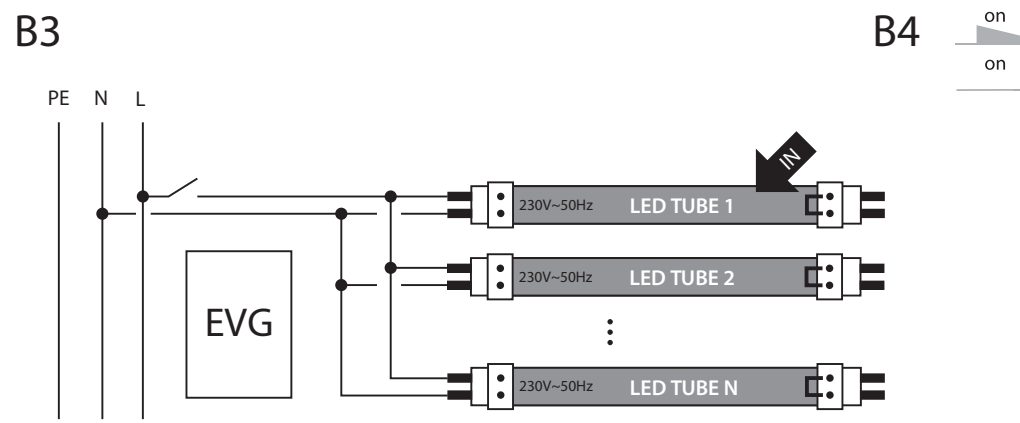 B3
B4
on
on
PE N L
IN
230V~50Hz LED TUBE 1
230V~50Hz LED TUBE 2
EVG
230V~50Hz LED TUBE N